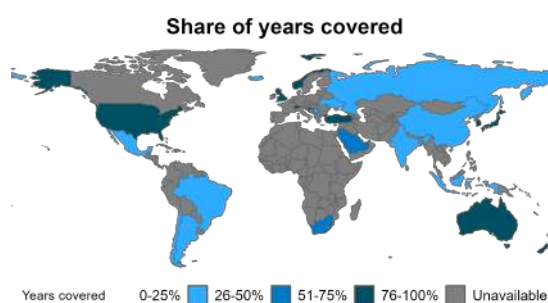 Share of years covered
Years covered 0-25% 26-50% 51-75% 76-100% Unavailable